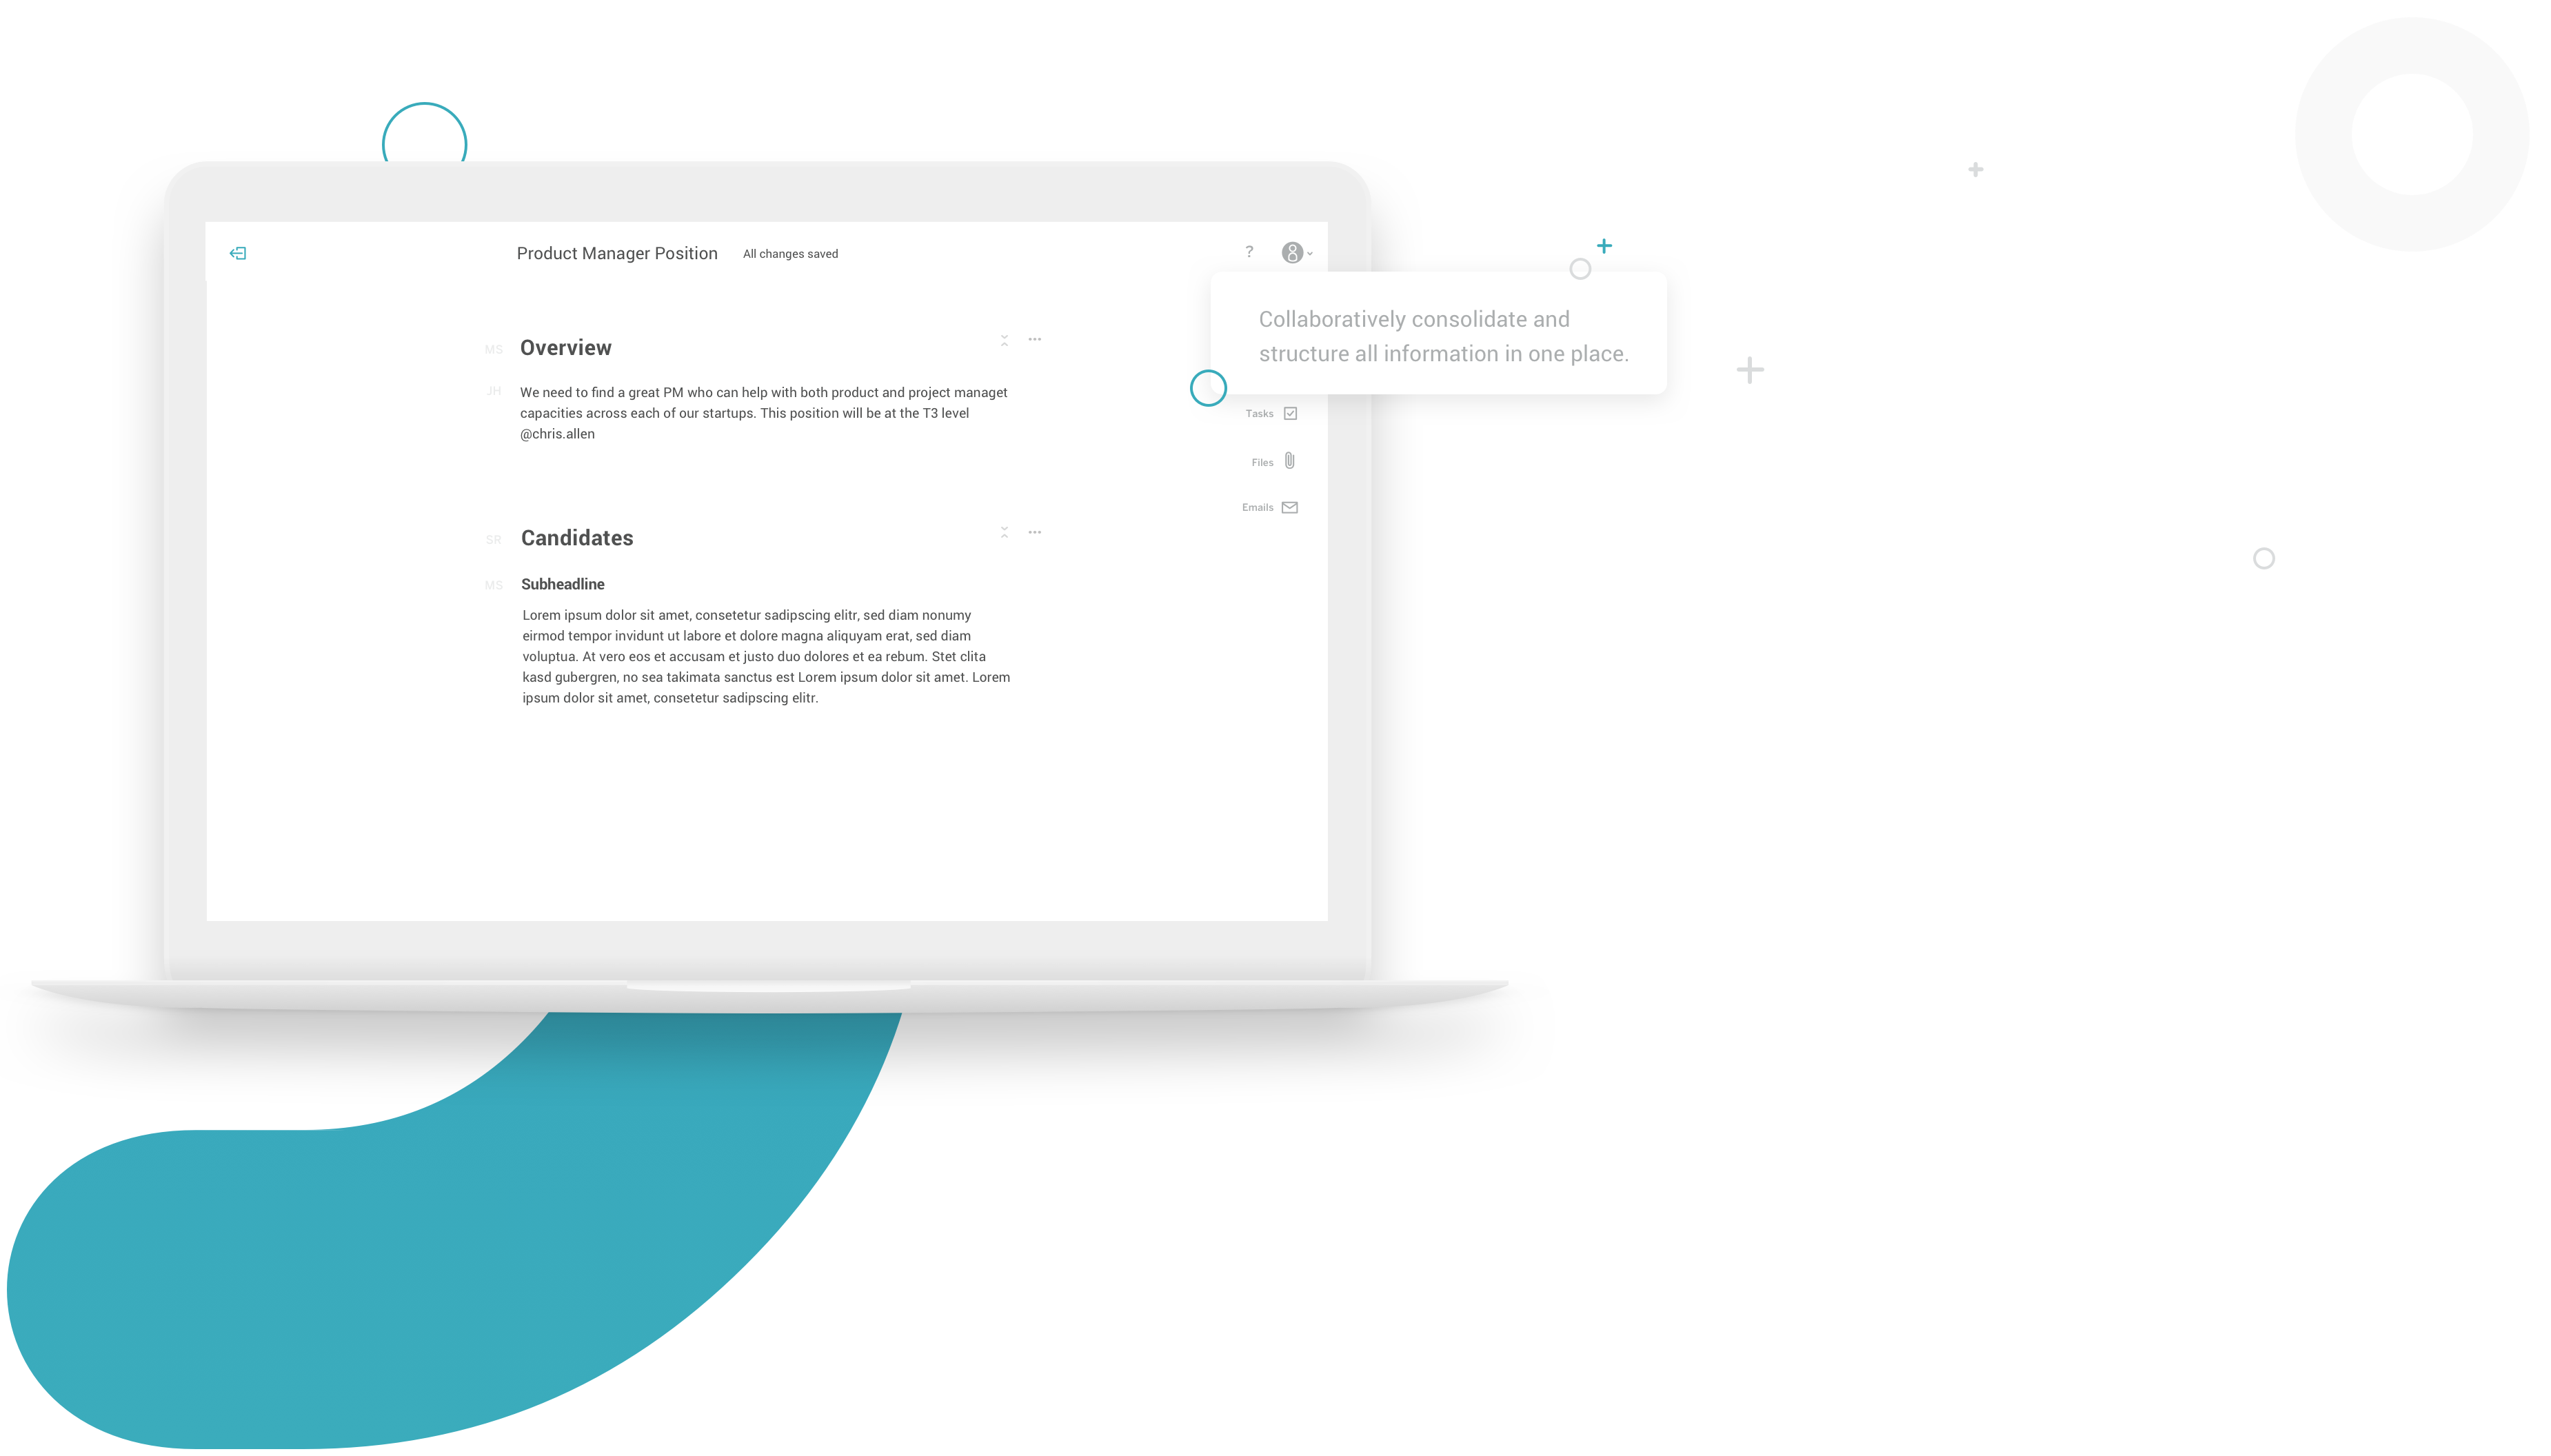 Product Manager Position All changes saved ?
Collaboratively consolidate and
structure all information in one place.
MS Overview
JH We need to find a great PM who can help with both product and project managet
capacities across each of our startups. This position will be at the T3 level
@chris.allen
Tasks
Files
Emails
SR Candidates
MS Subheadline
Lorem ipsum dolor sit amet, consetetur sadipscing elitr, sed diam nonumy
eirmod tempor invidunt ut labore et dolore magna aliquyam erat, sed diam
voluptua. At vero eos et accusam et justo duo dolores et ea rebum. Stet clita
kasd gubergren, no sea takimata sanctus est Lorem ipsum dolor sit amet. Lorem
ipsum dolor sit amet, consetetur sadipscing elitr.